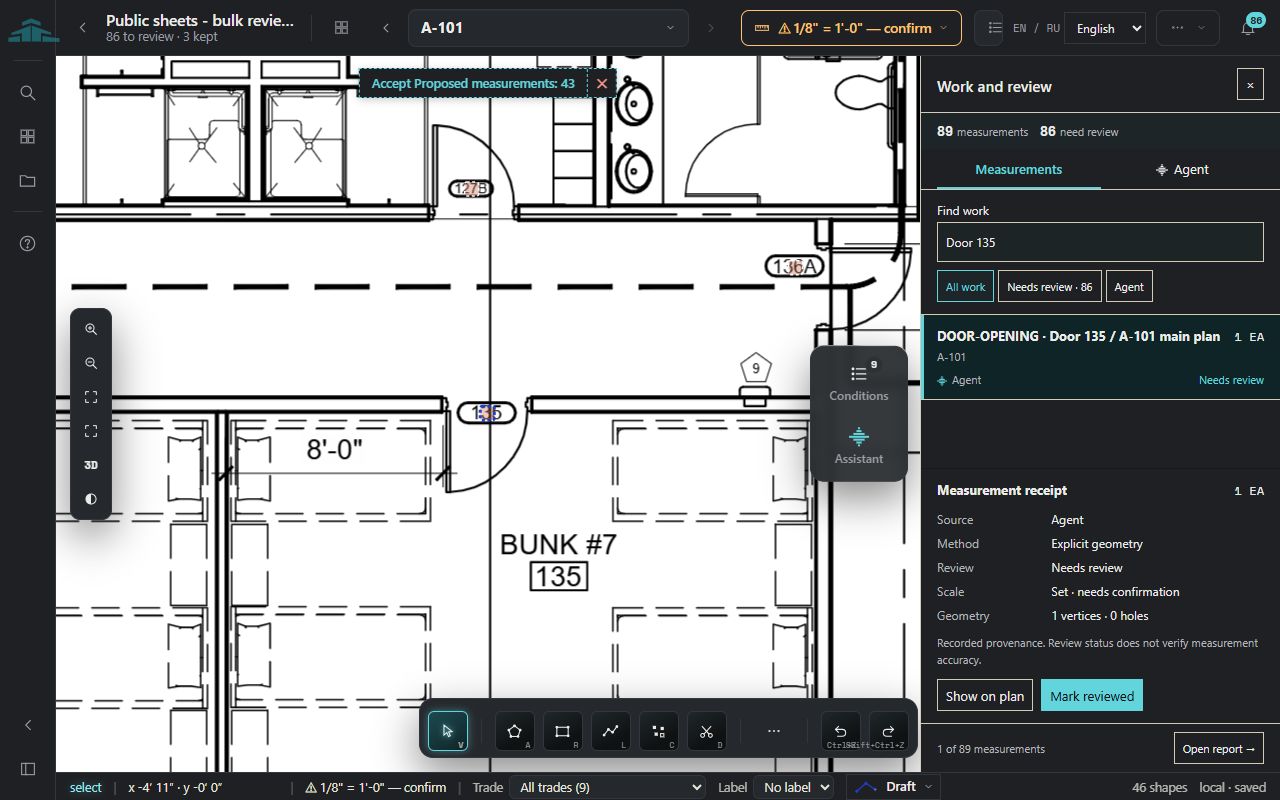 Public sheets - bulk revie...
86 to review · 3 kept
A-101
⚠ 1/8" = 1'-0" — confirm
EN / RU
English
86
Accept Proposed measurements: 43
127B
136A
9
135
8'-0"
BUNK #7
135
3D
9
Conditions
Assistant
V
A
R
L
C
D
Work and review
×
89 measurements 86 need review
Measurements
Agent
Find work
Door 135
All work
Needs review · 86
Agent
DOOR-OPENING · Door 135 / A-101 main plan 1 EA
A-101
Agent
Needs review
Measurement receipt 1 EA
Source Agent
Method Explicit geometry
Review Needs review
Scale Set · needs confirmation
Geometry 1 vertices · 0 holes
Recorded provenance. Review status does not verify measurement
accuracy.
Show on plan
Mark reviewed
1 of 89 measurements
Open report →
select
x -4' 11" · y -0' 0"
⚠ 1/8" = 1'-0" — confirm
Trade
All trades (9)
Label
No label
Draft
46 shapes
local · saved